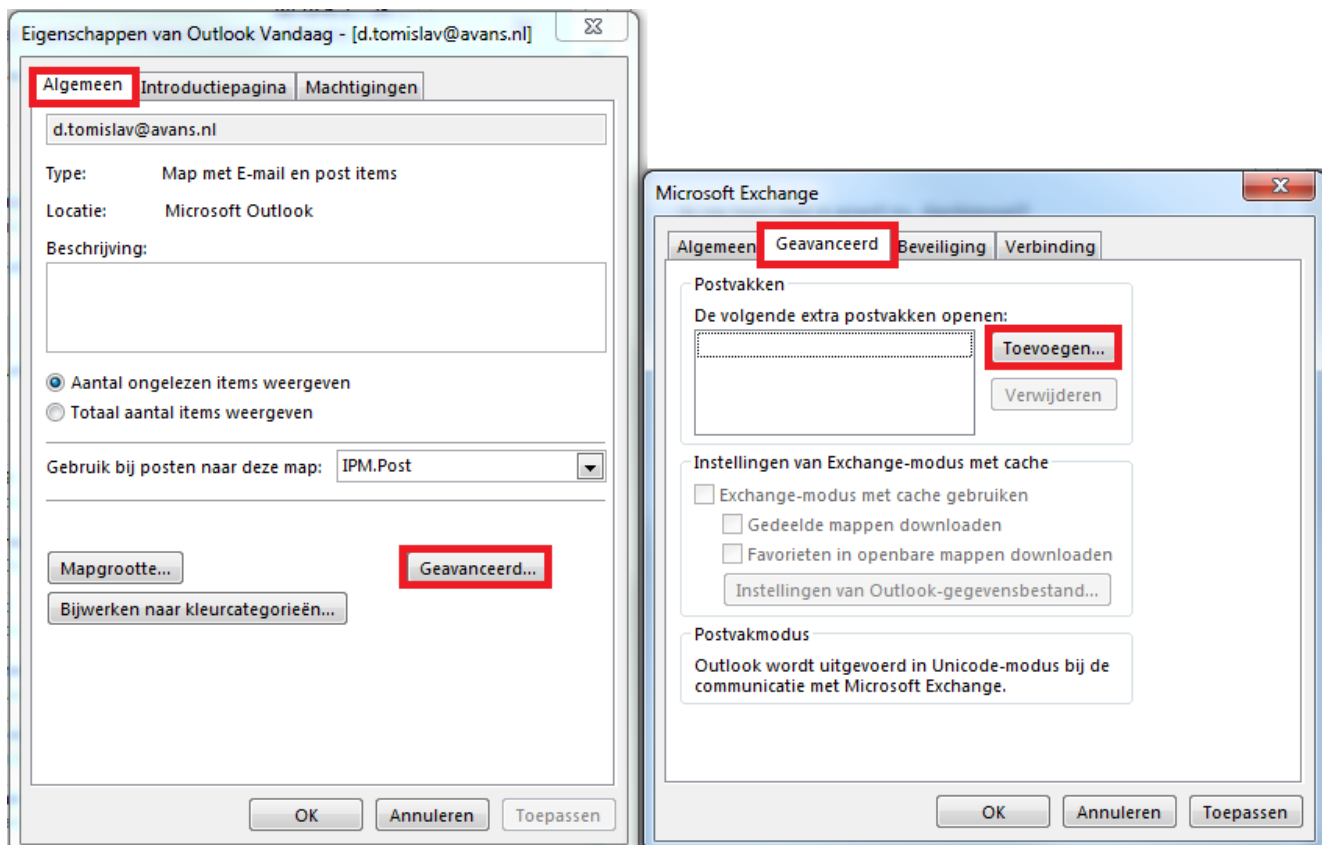 Eigenschappen van Outlook Vandaag - [d.tomislav@avans.nl]
Algemeen Introductiepagina Machtigingen
d.tomislav@avans.nl
Type: Map met E-mail en post items
Locatie: Microsoft Outlook
Beschrijving:
Aantal ongelezen items weergeven
Totaal aantal items weergeven
Gebruik bij posten naar deze map: IPM.Post
Mapgrootte... Geavanceerd...
Bijwerken naar kleurcategorieën...
OK Annuleren Toepassen
Microsoft Exchange
Algemeen Geavanceerd Beveiliging Verbinding
Postvakken
De volgende extra postvakken openen:
Toevoegen...
Verwijderen
Instellingen van Exchange-modus met cache
Exchange-modus met cache gebruiken
Gedeelde mappen downloaden
Favorieten in openbare mappen downloaden
Instellingen van Outlook-gegevensbestand...
Postvakmodus
Outlook wordt uitgevoerd in Unicode-modus bij de
communicatie met Microsoft Exchange.
OK Annuleren Toepassen